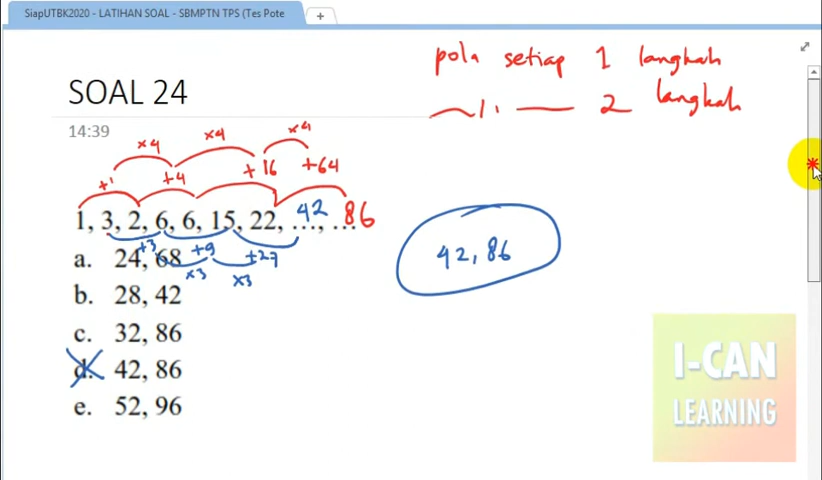 SiapUTBK2020 - LATIHAN SOAL - SBMPTN TPS (Tes Pote
pola setiap 1 langkah
—〃— 2 langkah
SOAL 24
14:39
×4 ×4 ×4
+1 +4 +16 +64
1, 3, 2, 6, 6, 15, 22, ...42, ...86
+3 +9 +27
×3 ×3
a. 24, 68
b. 28, 42
c. 32, 86
d. 42, 86
e. 52, 96
42, 86
I-CAN
LEARNING